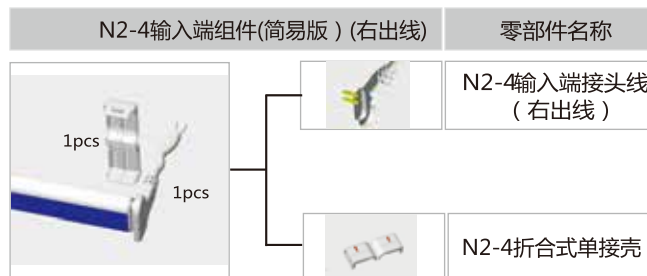 N2-4输入端组件(简易版）(右出线)
零部件名称
1pcs
1pcs
N2-4输入端接头线
（右出线）
N2-4折合式单接壳